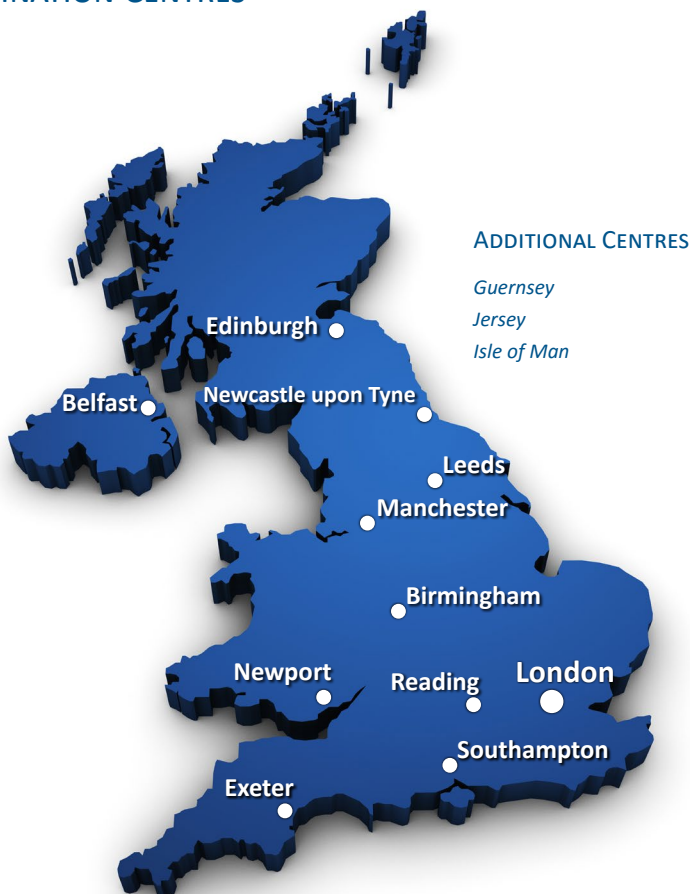 CENTRES
ADDITIONAL CENTRES
Guernsey
Jersey
Isle of Man
Edinburgh
Newcastle upon Tyne
Belfast
Leeds
Manchester
Birmingham
Newport
Reading
London
Southampton
Exeter